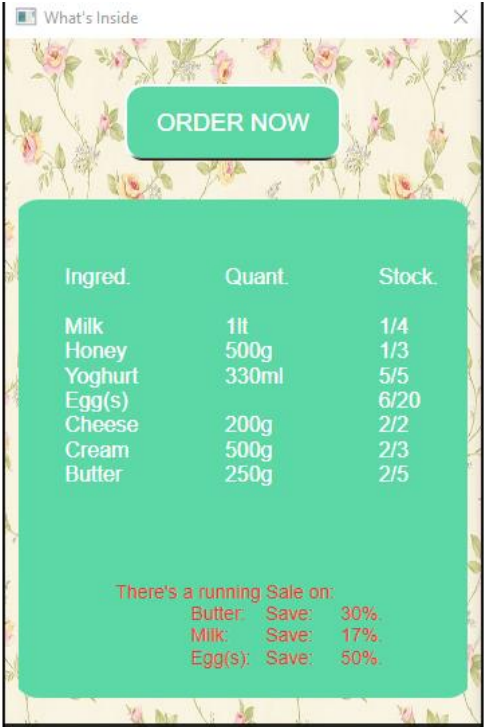 What's Inside
ORDER NOW
Ingred. Quant. Stock.
Milk 1lt 1/4
Honey 500g 1/3
Yoghurt 330ml 5/5
Egg(s) 6/20
Cheese 200g 2/2
Cream 500g 2/3
Butter 250g 2/5
There's a running Sale on:
Butter: Save: 30%.
Milk: Save: 17%.
Egg(s): Save: 50%.